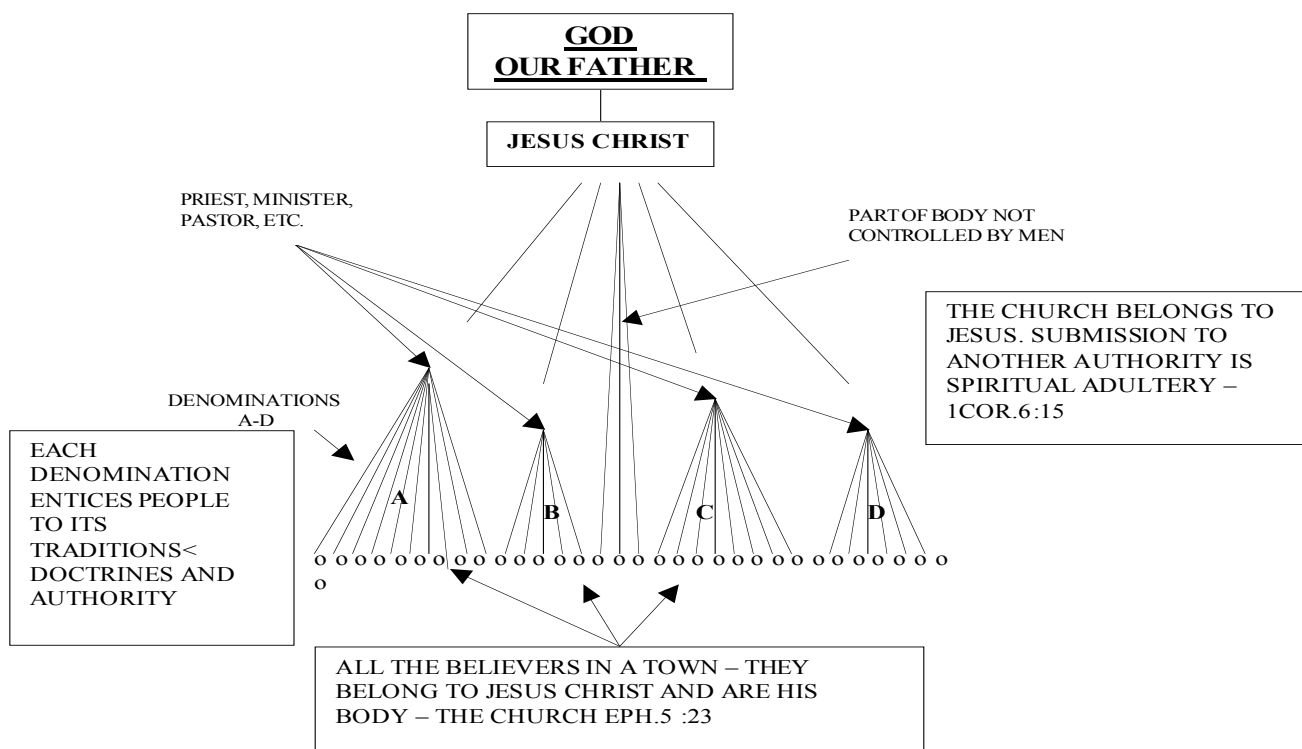 GOD
OUR FATHER
JESUS CHRIST
PRIEST, MINISTER,
PASTOR, ETC.
PART OF BODY NOT
CONTROLLED BY MEN
THE CHURCH BELONGS TO
JESUS. SUBMISSION TO
ANOTHER AUTHORITY IS
SPIRITUAL ADULTERY –
1COR.6:15
DENOMINATIONS
A-D
EACH
DENOMINATION
ENTICES PEOPLE
TO ITS
TRADITIONS<
DOCTRINES AND
AUTHORITY
A B C D
o o o o o o o o o o o o o o o o o o o o o o o o o o o o o o o o o o
o
ALL THE BELIEVERS IN A TOWN – THEY
BELONG TO JESUS CHRIST AND ARE HIS
BODY – THE CHURCH EPH.5 :23